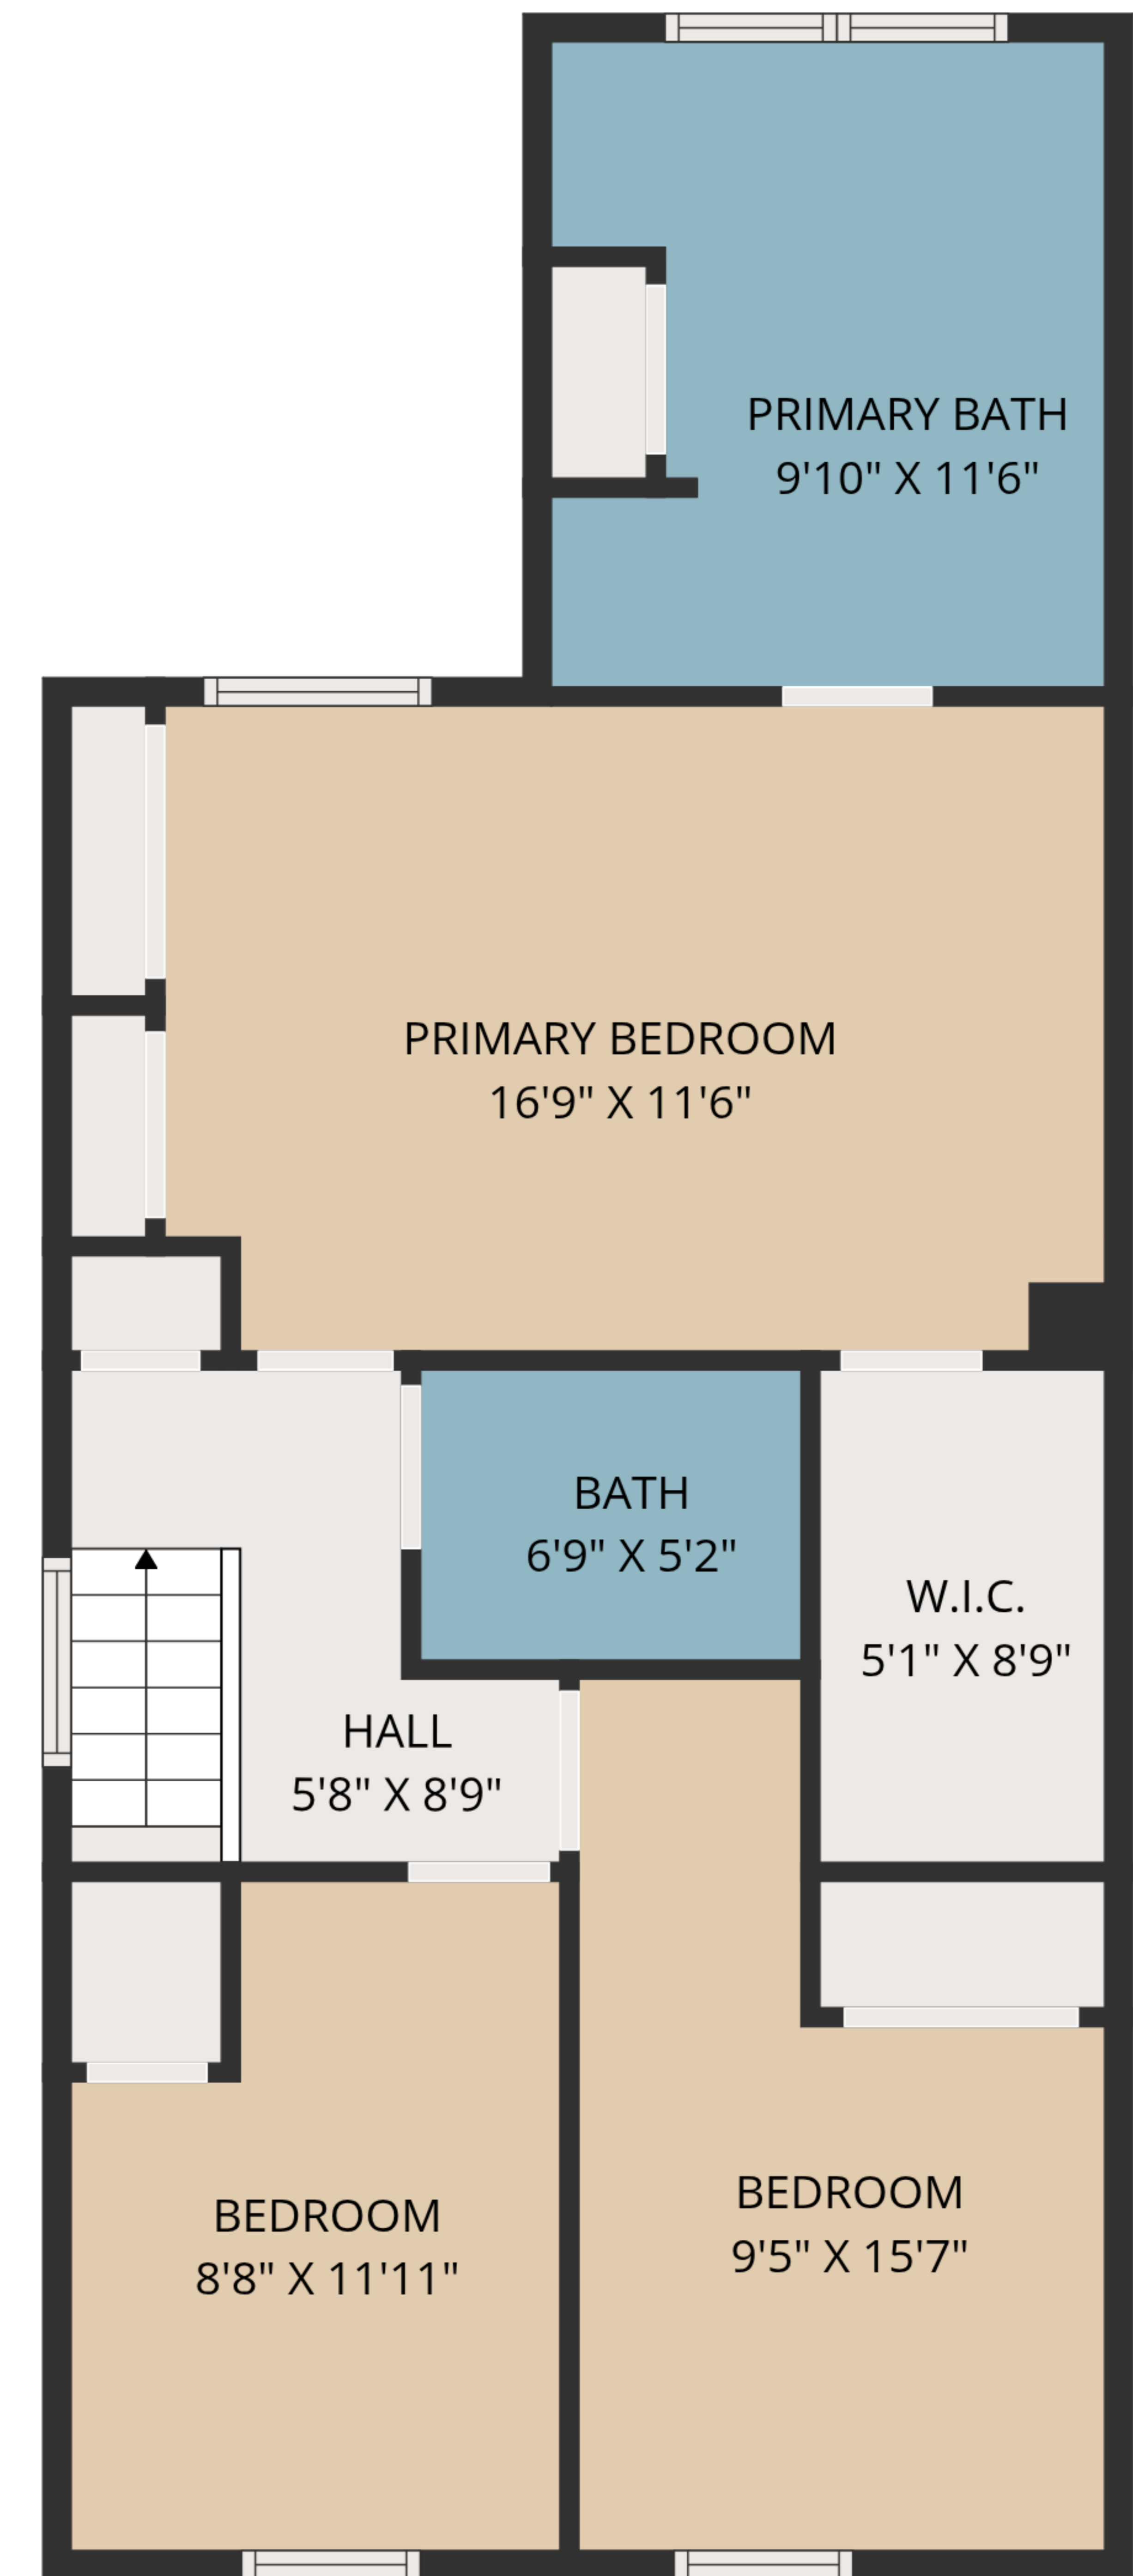 PRIMARY BATH
9'10" X 11'6"
PRIMARY BEDROOM
16'9" X 11'6"
BATH
6'9" X 5'2"
W.I.C.
5'1" X 8'9"
HALL
5'8" X 8'9"
BEDROOM
8'8" X 11'11"
BEDROOM
9'5" X 15'7"